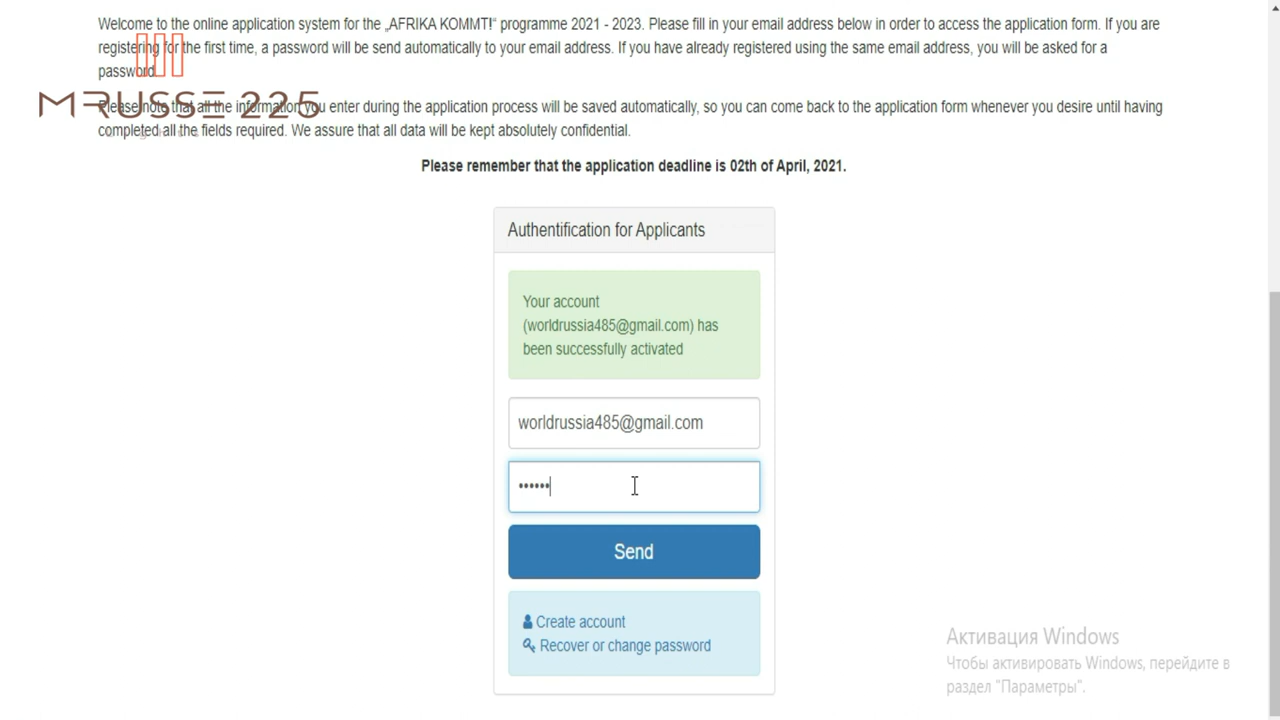 Welcome to the online application system for the „AFRIKA KOMMT!“ programme 2021 - 2023. Please fill in your email address below in order to access the application form. If you are
registering for the first time, a password will be send automatically to your email address. If you have already registered using the same email address, you will be asked for a
password.
MRUSSE 225
Please note that all the information you enter during the application process will be saved automatically, so you can come back to the application form whenever you desire until having
completed all the fields required. We assure that all data will be kept absolutely confidential.
Please remember that the application deadline is 02th of April, 2021.
Authentification for Applicants
Your account
(worldrussia485@gmail.com) has
been successfully activated
worldrussia485@gmail.com
••••••
Send
Create account
Recover or change password
Активация Windows
Чтобы активировать Windows, перейдите в
раздел "Параметры".